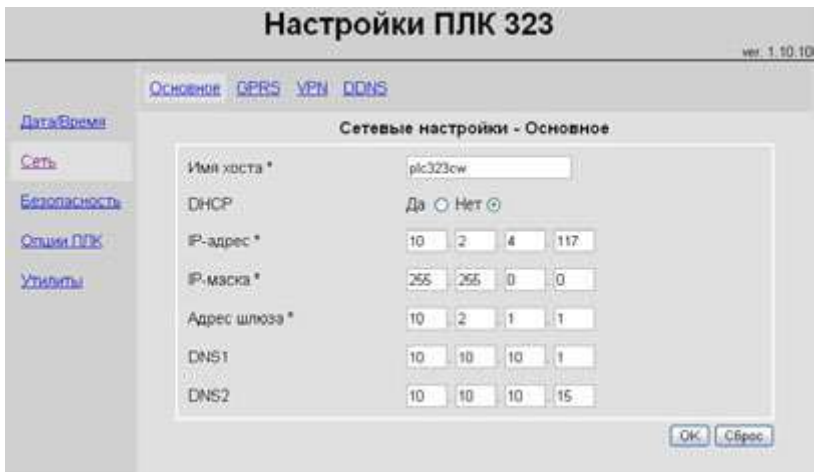 Настройки ПЛК 323
ver. 1.10.10
Основное GPRS VPN DDNS
Дата/Время
Сеть
Безопасность
Опции ПЛК
Утилиты
Сетевые настройки - Основное
Имя хоста * plc323cw
DHCP Да Нет
IP-адрес * 10 . 2 . 4 . 117
IP-маска * 255 . 255 . 0 . 0
Адрес шлюза * 10 . 2 . 1 . 1
DNS1 10 . 10 . 10 . 1
DNS2 10 . 10 . 10 . 15
OK Сброс